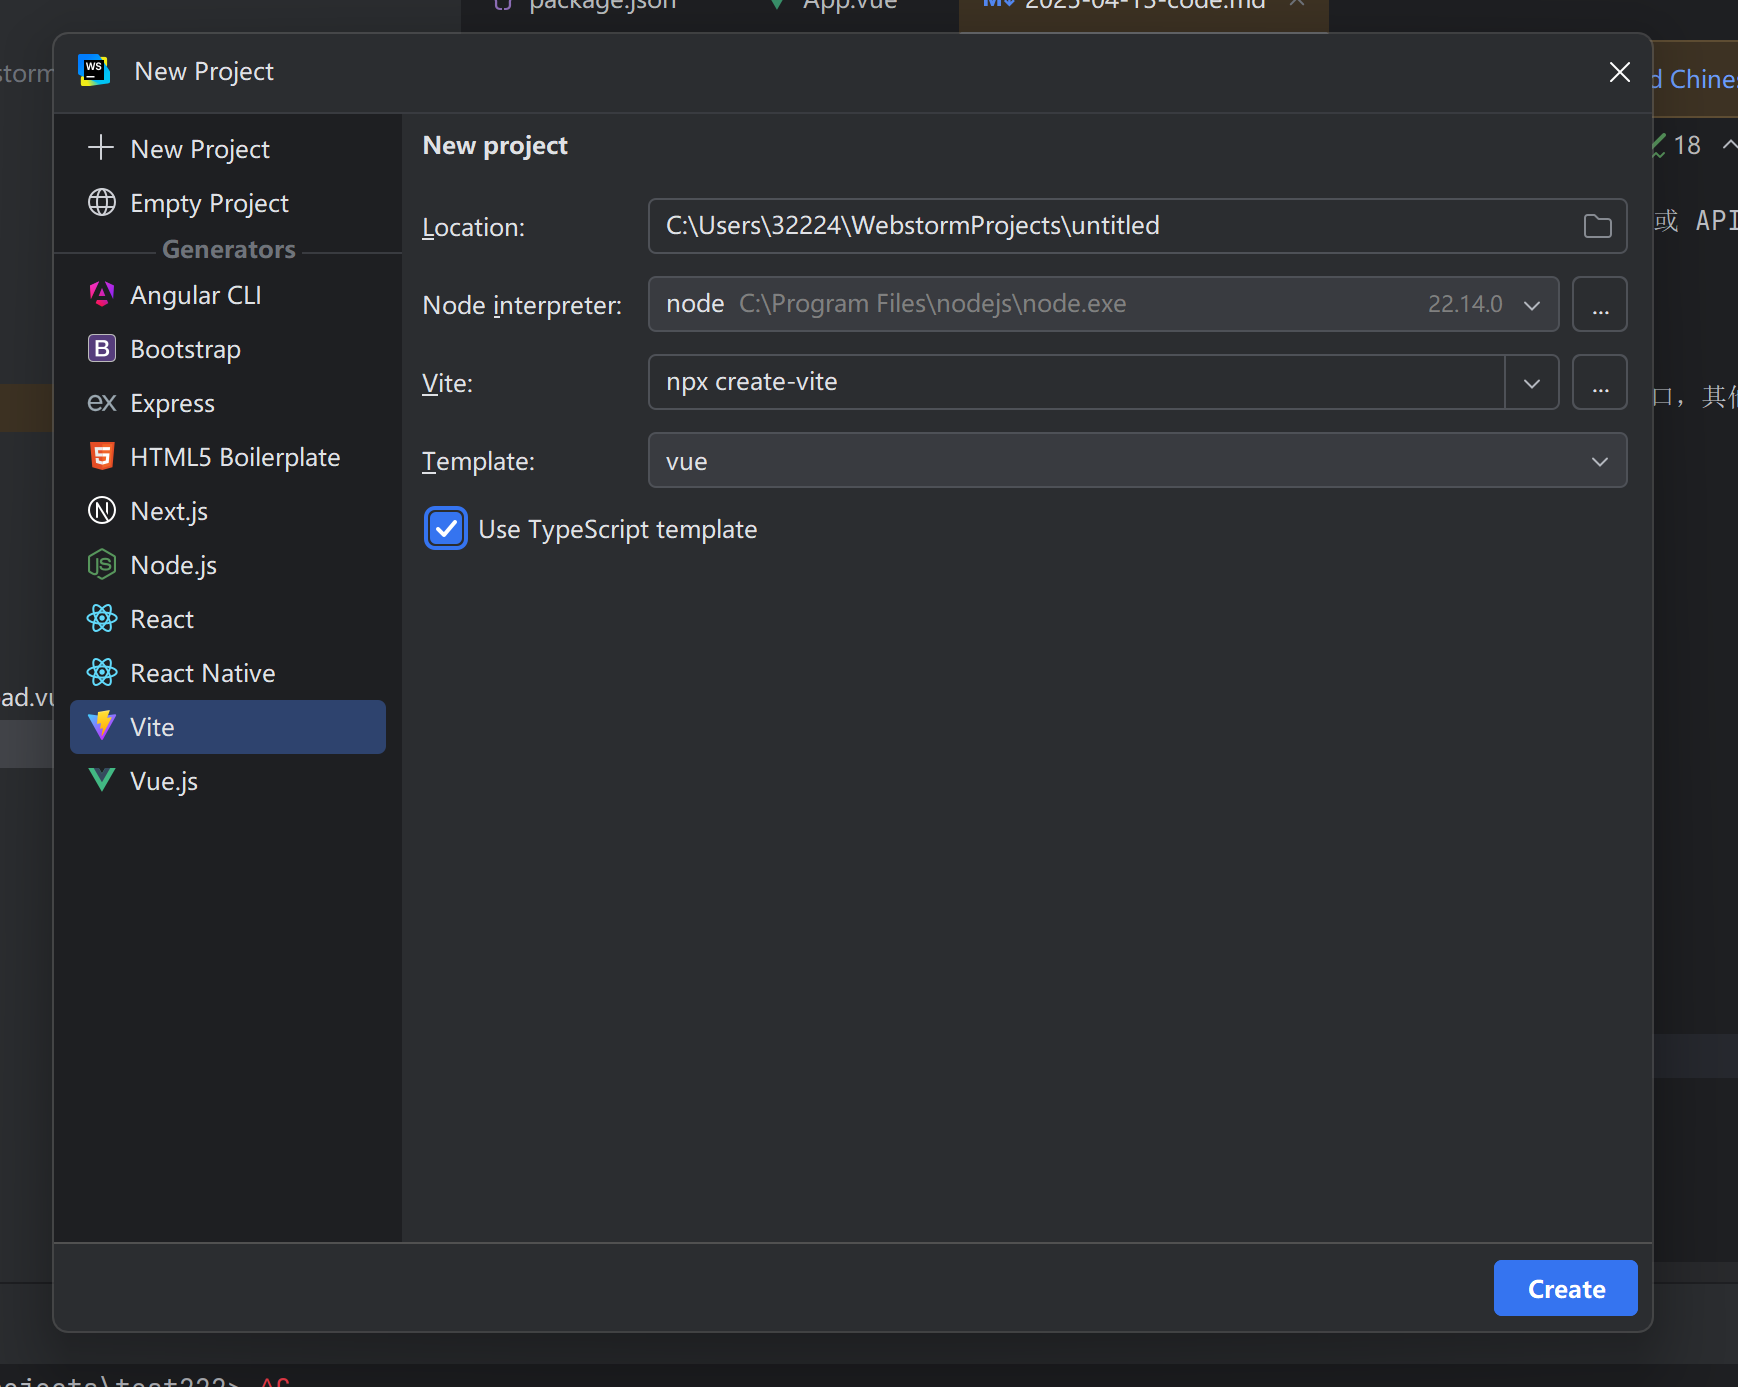 package.json App.vue 2025-04-15-code.md
storm
New Project
d Chine
New Project
Empty Project
Generators
Angular CLI
Bootstrap
Express
HTML5 Boilerplate
Next.js
Node.js
React
React Native
Vite
Vue.js
New project
Location: C:\Users\32224\WebstormProjects\untitled
Node interpreter: node C:\Program Files\nodejs\node.exe 22.14.0 ...
Vite: npx create-vite ...
Template: vue
Use TypeScript template
18
或 API
口，其
ad.vu
Create
ojects\test222> ^C